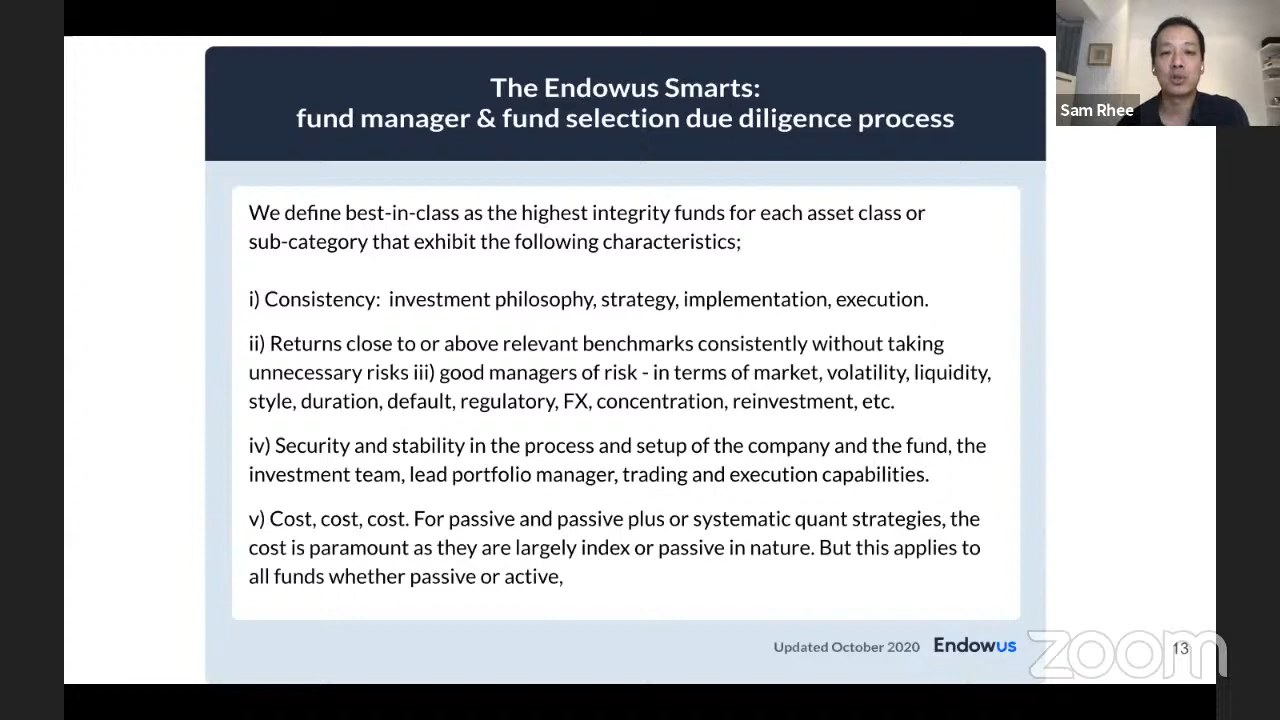 The Endowus Smarts:
fund manager & fund selection due diligence process
Sam Rhee
We define best-in-class as the highest integrity funds for each asset class or
sub-category that exhibit the following characteristics;
i) Consistency:  investment philosophy, strategy, implementation, execution.
ii) Returns close to or above relevant benchmarks consistently without taking
unnecessary risks iii) good managers of risk - in terms of market, volatility, liquidity,
style, duration, default, regulatory, FX, concentration, reinvestment, etc.
iv) Security and stability in the process and setup of the company and the fund, the
investment team, lead portfolio manager, trading and execution capabilities.
v) Cost, cost, cost. For passive and passive plus or systematic quant strategies, the
cost is paramount as they are largely index or passive in nature. But this applies to
all funds whether passive or active,
Updated October 2020 Endowus
zoom
13